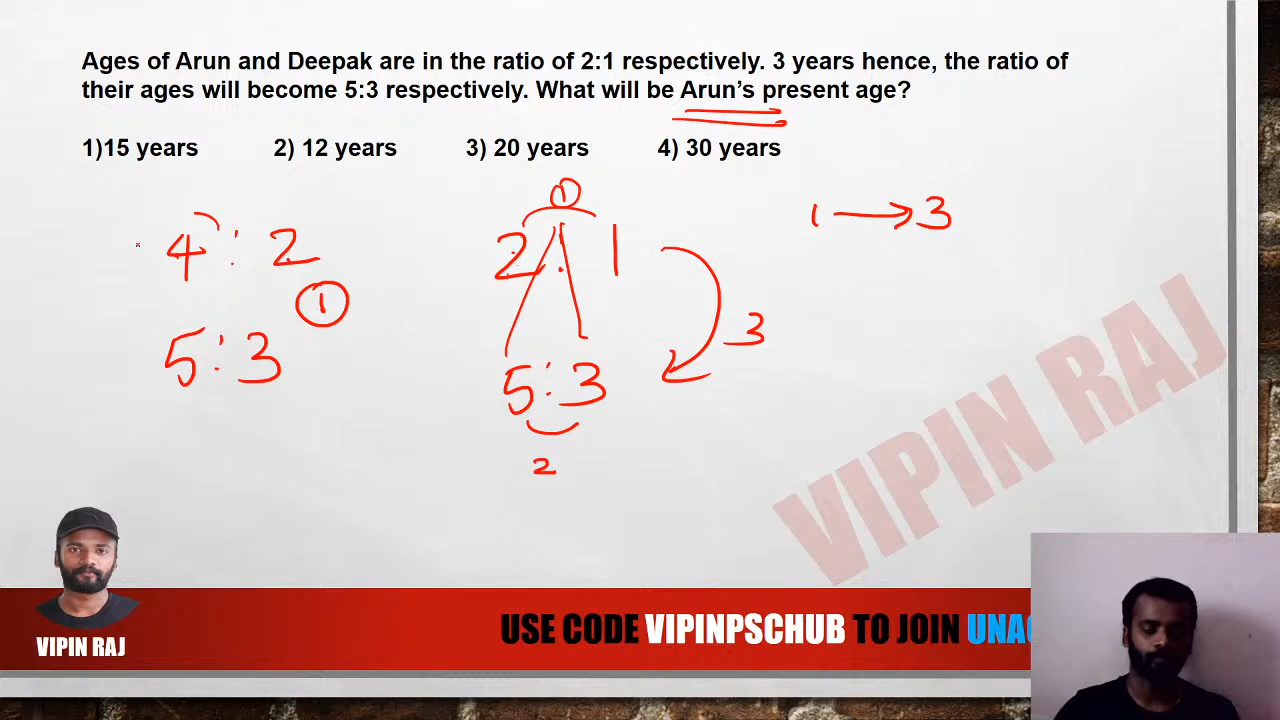 Ages of Arun and Deepak are in the ratio of 2:1 respectively. 3 years hence, the ratio of
their ages will become 5:3 respectively. What will be Arun's present age?
1)15 years 2) 12 years 3) 20 years 4) 30 years
1
4 : 2 2 : 1 1 → 3
1
3
5:3 5:3
2
VIPIN RAJ
USE CODE VIPINPSCHUB TO JOIN
VIPIN RAJ